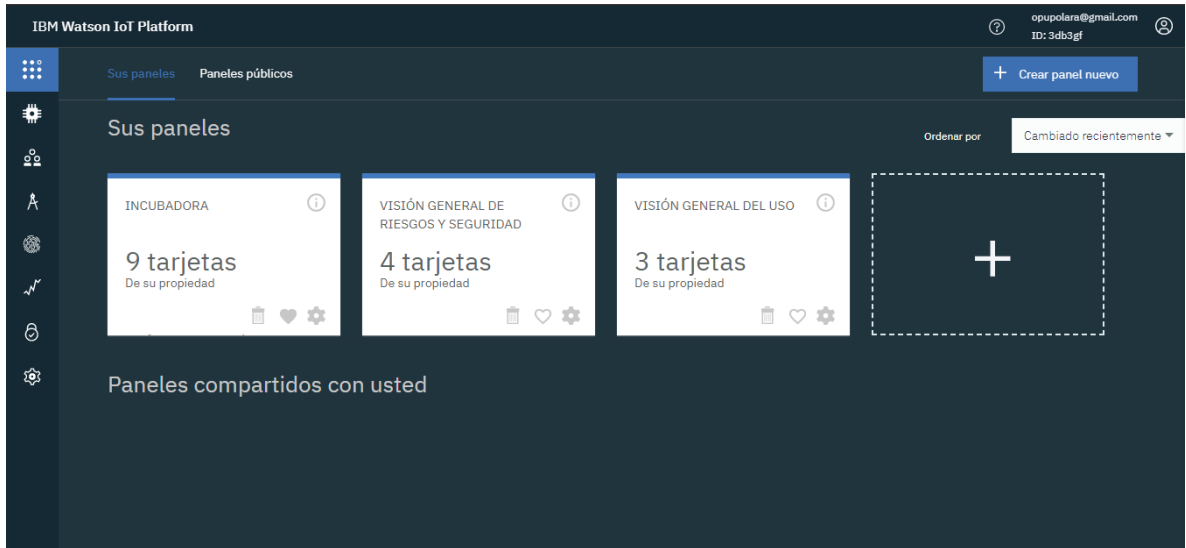 IBM Watson IoT Platform
opupolara@gmail.com
ID: 3db3gf
Sus paneles
Paneles públicos
Crear panel nuevo
Sus paneles
Ordenar por
Cambiado recientemente
INCUBADORA
9 tarjetas
De su propiedad
VISIÓN GENERAL DE
RIESGOS Y SEGURIDAD
4 tarjetas
De su propiedad
VISIÓN GENERAL DEL USO
3 tarjetas
De su propiedad
Paneles compartidos con usted